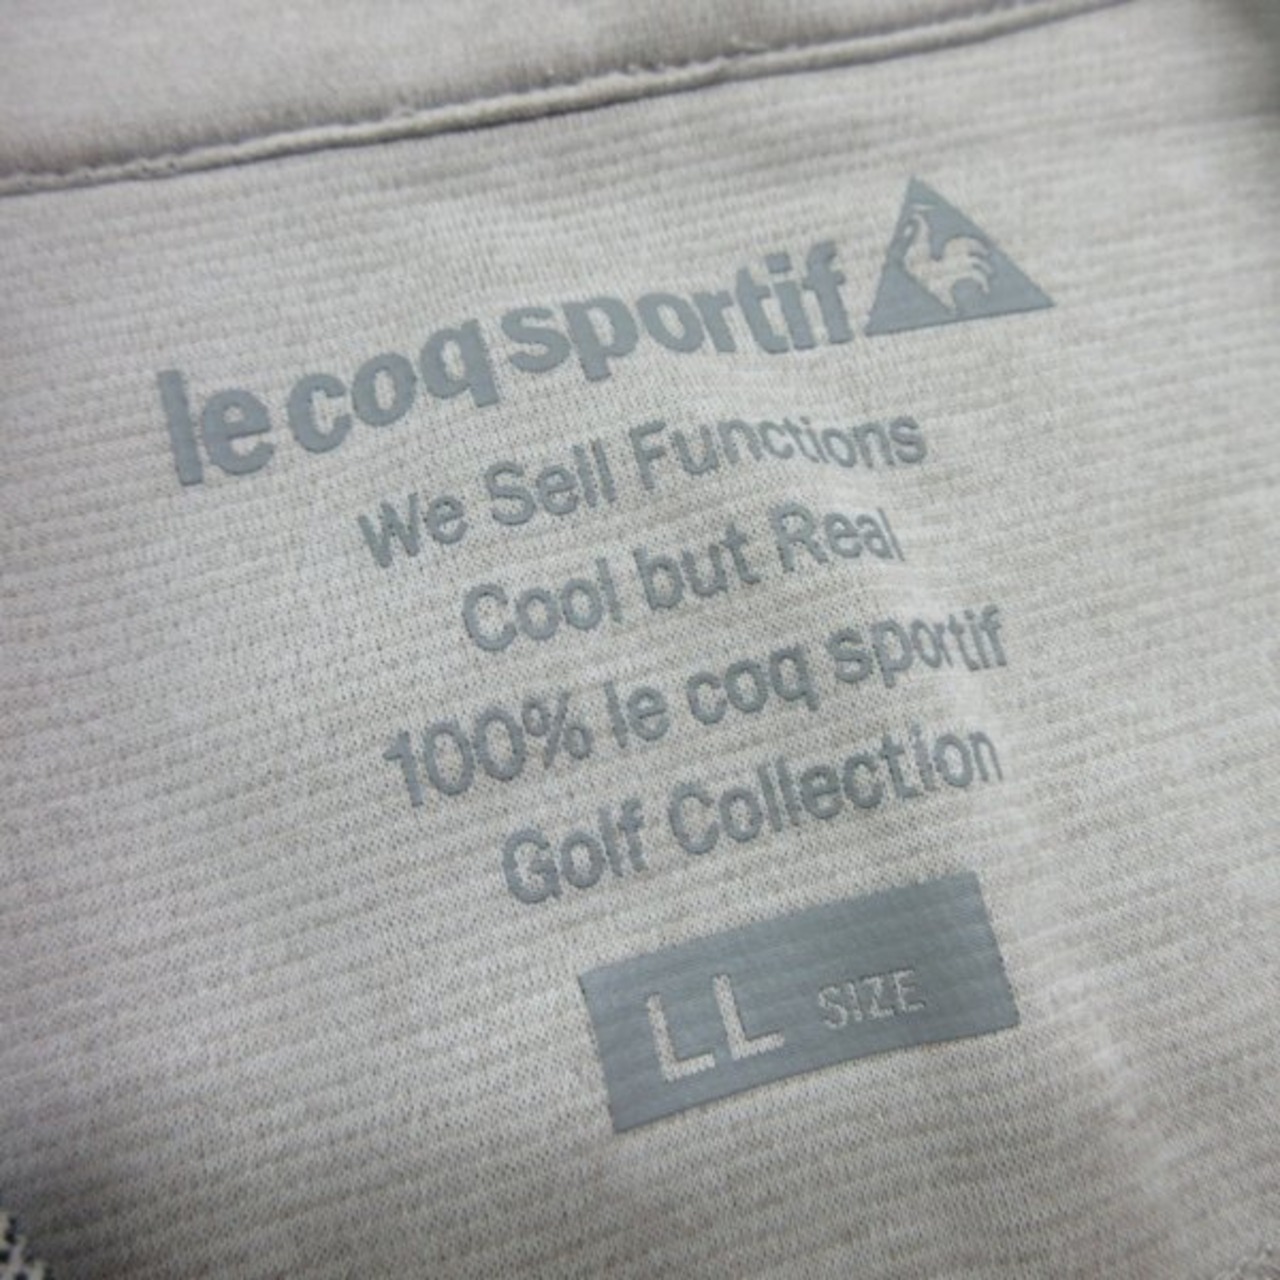 le coq sportif
We Sell Functions
Cool but Real
100% le coq sportif
Golf Collection
LL SIZE